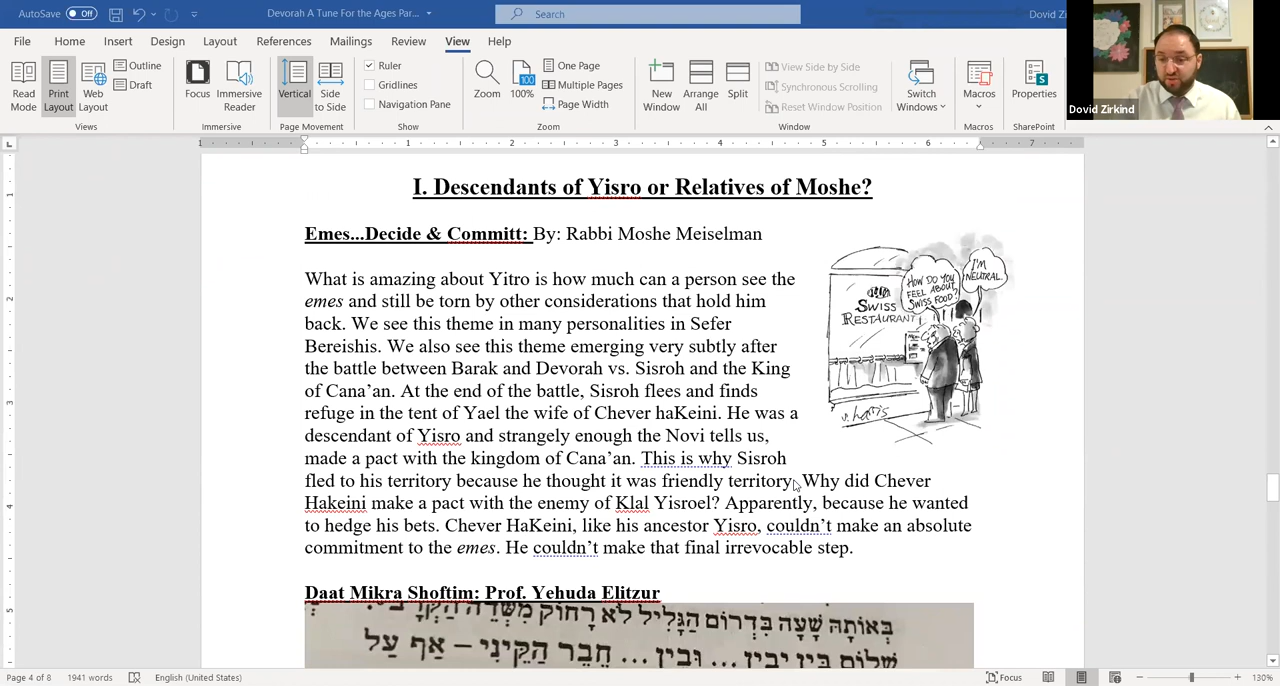 AutoSave Off Devorah A Tune For the Ages Par... Search Dovid Zi
File Home Insert Design Layout References Mailings Review View Help
Read Mode Print Layout Web Layout Outline Draft
Views
Focus Immersive Reader
Immersive
Vertical Side to Side
Page Movement
Ruler
Gridlines
Navigation Pane
Show
Zoom 100% One Page Multiple Pages Page Width
Zoom
New Window Arrange All Split
View Side by Side
Synchronous Scrolling
Reset Window Position
Switch Windows
Window
Macros
Macros
Properties
SharePoint
Dovid Zirkind
I. Descendants of Yisro or Relatives of Moshe?
Emes...Decide & Committ: By: Rabbi Moshe Meiselman
What is amazing about Yitro is how much can a person see the
emes and still be torn by other considerations that hold him
back. We see this theme in many personalities in Sefer
Bereishis. We also see this theme emerging very subtly after
the battle between Barak and Devorah vs. Sisroh and the King
of Cana’an. At the end of the battle, Sisroh flees and finds
refuge in the tent of Yael the wife of Chever haKeini. He was a
descendant of Yisro and strangely enough the Novi tells us,
made a pact with the kingdom of Cana’an. This is why Sisroh
fled to his territory because he thought it was friendly territory. Why did Chever
Hakeini make a pact with the enemy of Klal Yisroel? Apparently, because he wanted
to hedge his bets. Chever HaKeini, like his ancestor Yisro, couldn’t make an absolute
commitment to the emes. He couldn’t make that final irrevocable step.
SWISS
RESTAURANT
HOW DO YOU
FEEL ABOUT
SWISS FOOD?
I'M
NEUTRAL.
S. Harris
Daat Mikra Shoftim: Prof. Yehuda Elitzur
בְּאוֹתָהּ שָׁעָה בִּדְרוֹם הַגָּלִיל לֹא רָחוֹק מִשְּׂדֵה הַקְּרָב
שָׁלוֹם בֵּין יָבִין ... וּבֵין ... חֶבֶר הַקֵּינִי – אַף עַל
Page 4 of 8 1941 words English (United States) Focus 130%